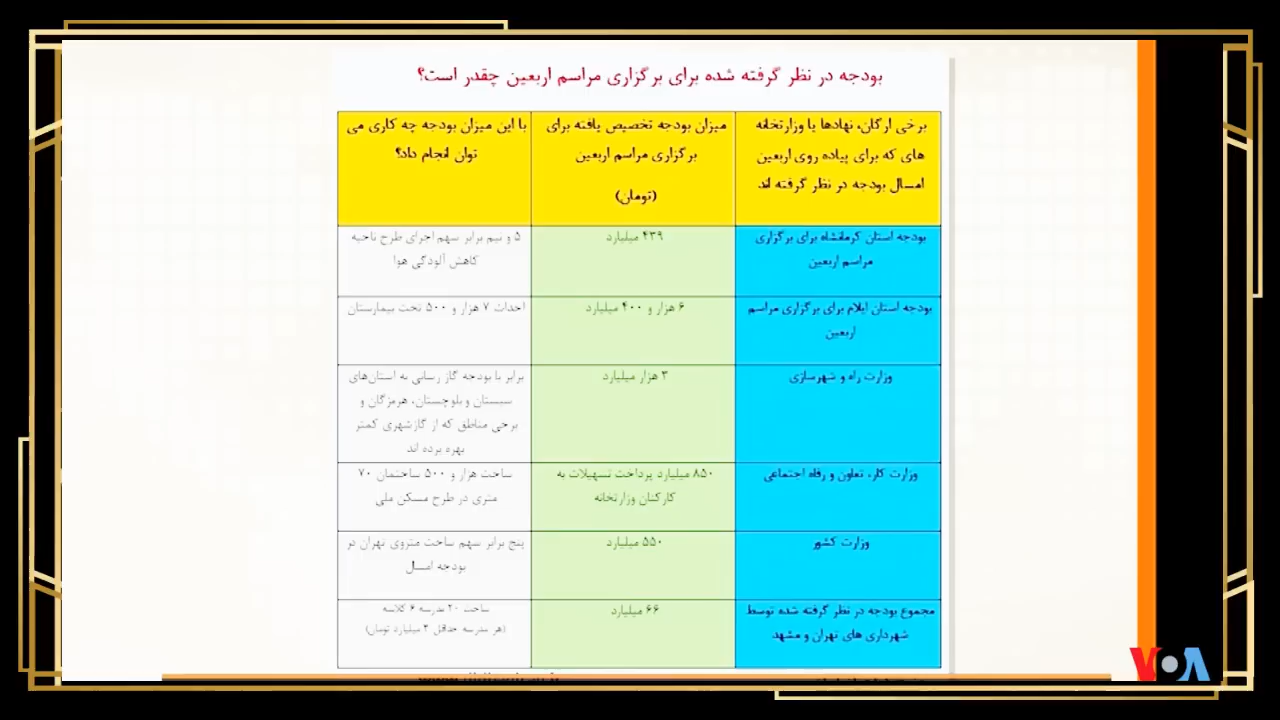 بودجه در نظر گرفته شده برای برگزاری مراسم اربعین چقدر است؟
برخی ارگان، نهادها یا وزارتخانه
های که برای پیاده روی اربعین
امسال بودجه در نظر گرفته اند
میزان بودجه تخصیص یافته برای
برگزاری مراسم اربعین
(تومان)
با این میزان بودجه چه کاری می
توان انجام داد؟
بودجه استان کرمانشاه برای برگزاری
مراسم اربعین
۴۳۹ میلیارد
۵ و نیم برابر سهم اجرای طرح ناحیه
کاهش آلودگی هوا
بودجه استان ایلام برای برگزاری مراسم
اربعین
۶ هزار و ۴۰۰ میلیارد
احداث ۷ هزار و ۵۰۰ تخت بیمارستان
وزارت راه و شهرسازی
۳ هزار میلیارد
برابر با بودجه گاز رسانی به استان‌های
سیستان و بلوچستان، هرمزگان و
برخی مناطق که از گازشهری کمتر
بهره برده اند
وزارت کار، تعاون و رفاه اجتماعی
۸۵۰ میلیارد پرداخت تسهیلات به
کارکنان وزارتخانه
ساخت هزار و ۵۰۰ ساختمان ۷۰
متری در طرح مسکن ملی
وزارت کشور
۵۵۰ میلیارد
پنج برابر سهم ساخت متروی تهران در
بودجه امسال
مجموع بودجه در نظر گرفته شده توسط
شهرداری های تهران و مشهد
۶۶ میلیارد
ساخت ۲۰ مدرسه ۶ کلاسه
(هر مدرسه حداقل ۳ میلیارد تومان)
VOA